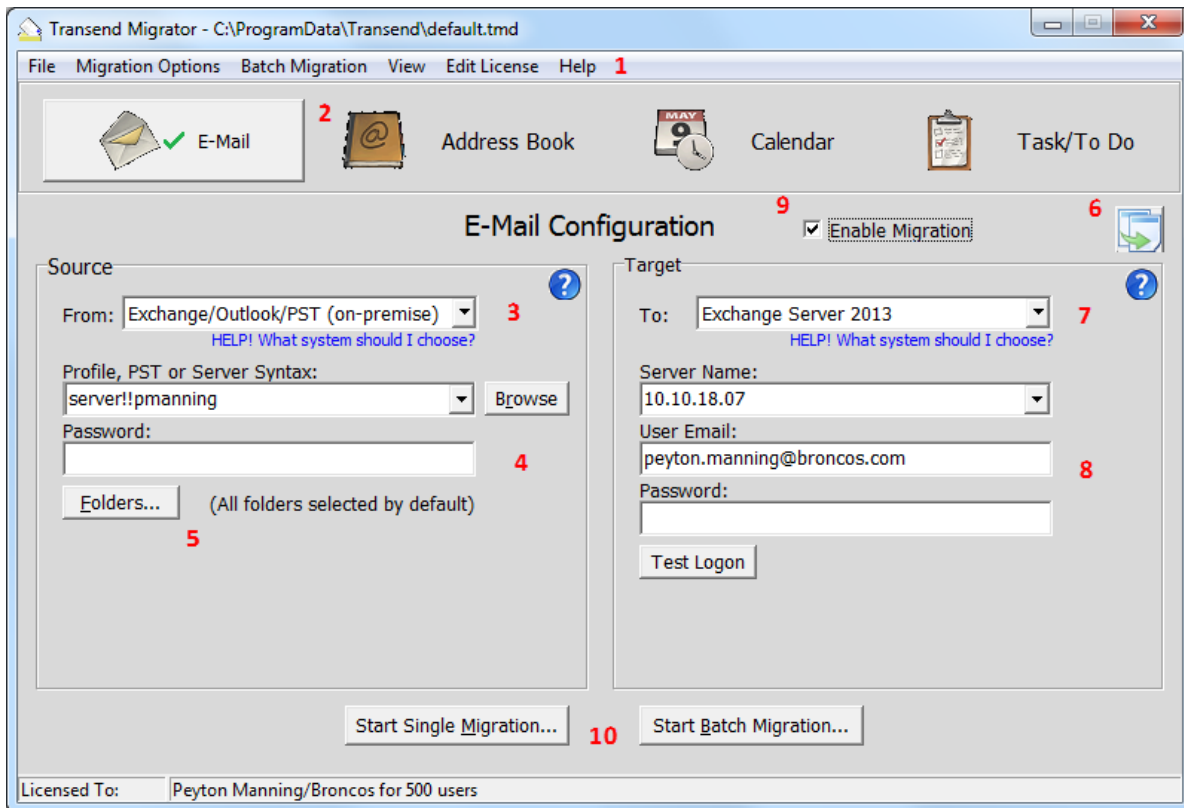 Transend Migrator - C:\ProgramData\Transend\default.tmd
File Migration Options Batch Migration View Edit License Help 1
2
MAY
9
E-Mail Address Book Calendar Task/To Do
E-Mail Configuration
9
Enable Migration
6
Source
?
From: Exchange/Outlook/PST (on-premise) 3
HELP! What system should I choose?
Profile, PST or Server Syntax:
server!!pmanning Browse
Password:
4
Folders... (All folders selected by default)
5
Target
?
To: Exchange Server 2013 7
HELP! What system should I choose?
Server Name:
10.10.18.07
User Email:
peyton.manning@broncos.com
8
Password:
Test Logon
Start Single Migration... 10 Start Batch Migration...
Licensed To: Peyton Manning/Broncos for 500 users